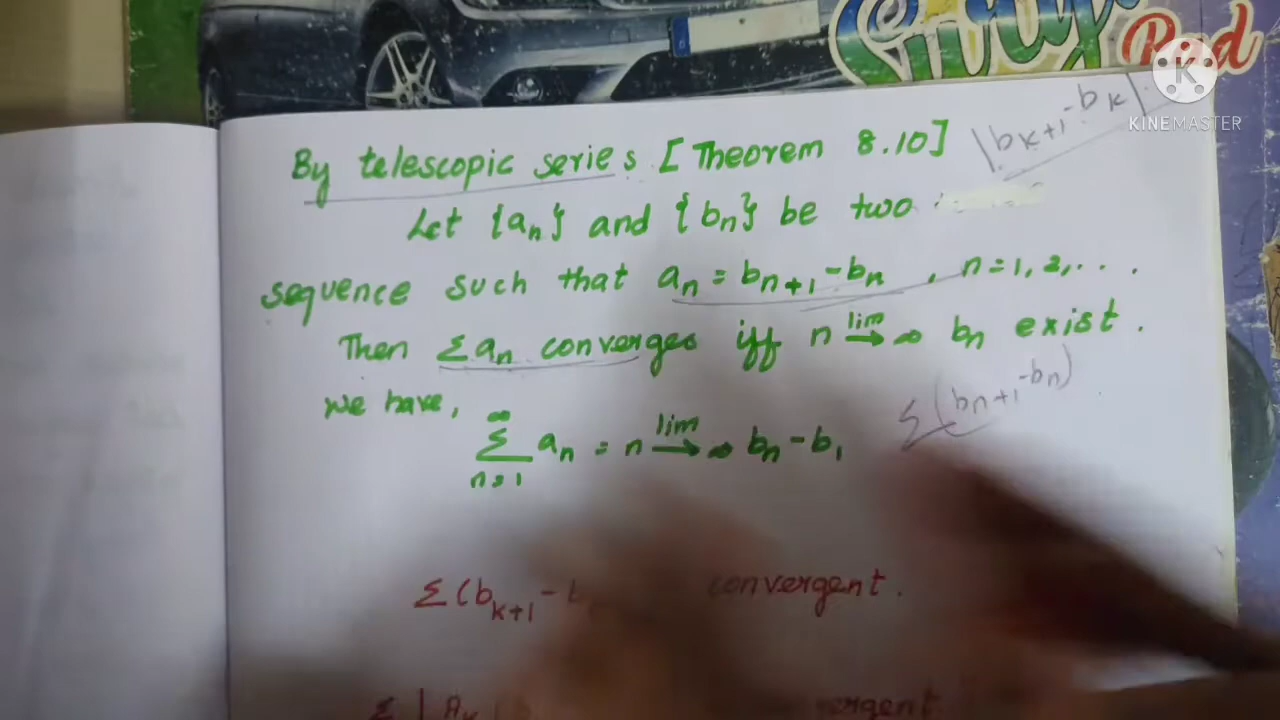 Red
KINEMASTER
|bk+1 - bk|
By telescopic series [Theorem 8.10]
Let {an} and {bn} be two
sequence such that an = bn+1 - bn , n = 1, 2, . . .
Then Σan converges iff n lim→∞ bn exist.
We have,
Σ(bn+1 - bn)
∞Σn=1 an = n lim→∞ bn - b1
Σ(bk+1 - b convergent.
Σ |